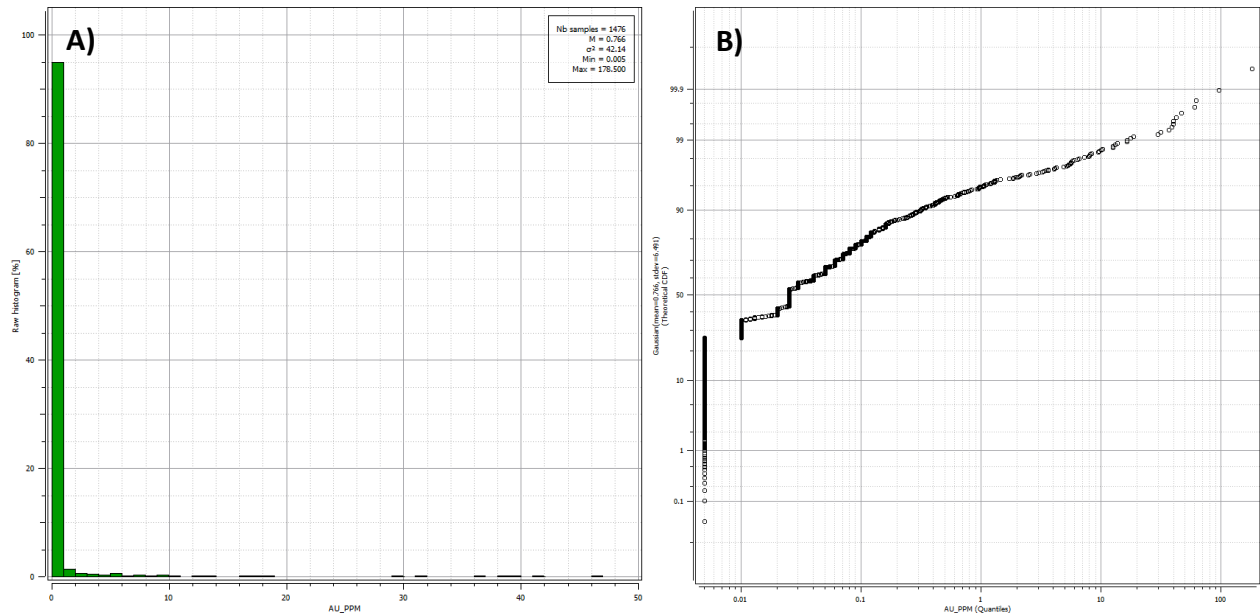 A)
Nb samples = 1476
M = 0.766
σ² = 42.14
Min = 0.005
Max = 178.500
100
80
60
40
20
0
Raw histogram [%]
0
10
20
30
40
50
AU_PPM
B)
99.9
99
90
50
10
1
0.1
Gaussian(mean=0.766, stdev=6.491)
(Theoretical CDF)
0.01
0.1
1
10
100
AU_PPM (Quantiles)